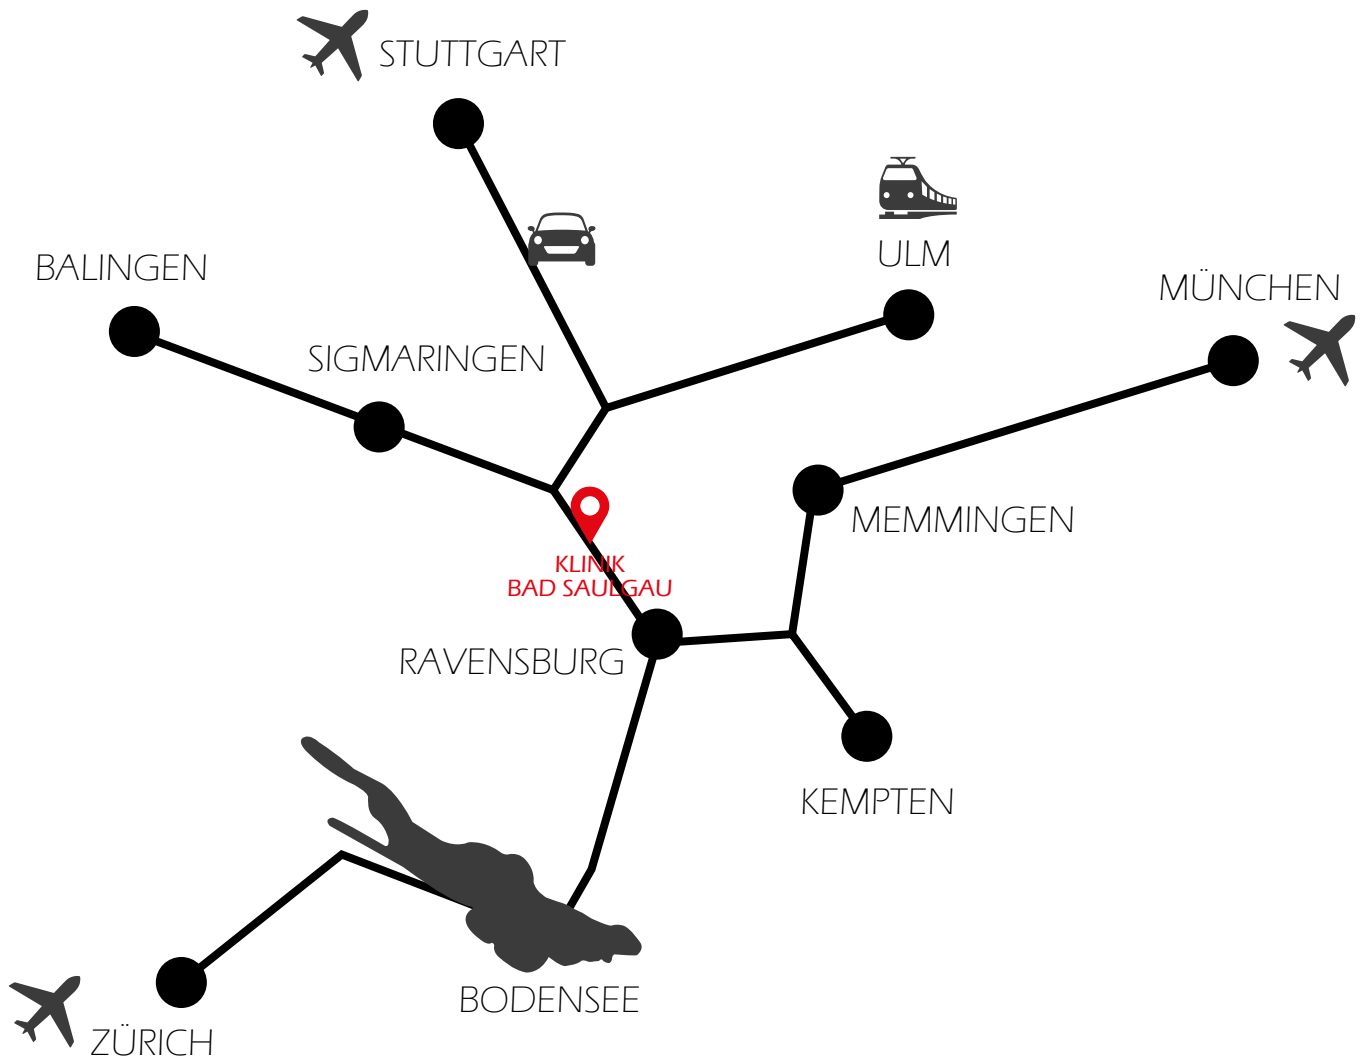 STUTTGART
ULM
BALINGEN
MÜNCHEN
SIGMARINGEN
MEMMINGEN
KLINIK
BAD SAULGAU
RAVENSBURG
KEMPTEN
BODENSEE
ZÜRICH